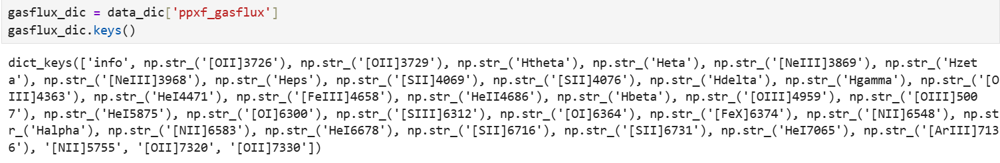 gasflux_dic = data_dic['ppxf_gasflux']
gasflux_dic.keys()
dict_keys(['info', np.str_('[OII]3726'), np.str_('[OII]3729'), np.str_('Htheta'), np.str_('Heta'), np.str_('[NeIII]3869'), np.str_('Hzet
a'), np.str_('[NeIII]3968'), np.str_('Heps'), np.str_('[SII]4069'), np.str_('[SII]4076'), np.str_('Hdelta'), np.str_('Hgamma'), np.str_('[O
III]4363'), np.str_('HeI4471'), np.str_('[FeIII]4658'), np.str_('HeII4686'), np.str_('Hbeta'), np.str_('[OIII]4959'), np.str_('[OIII]500
7'), np.str_('HeI5875'), np.str_('[OI]6300'), np.str_('[SIII]6312'), np.str_('[OI]6364'), np.str_('[FeX]6374'), np.str_('[NII]6548'), np.st
r_('Halpha'), np.str_('[NII]6583'), np.str_('HeI6678'), np.str_('[SII]6716'), np.str_('[SII]6731'), np.str_('HeI7065'), np.str_('[ArIII]713
6'), '[NII]5755', '[OII]7320', '[OII]7330'])